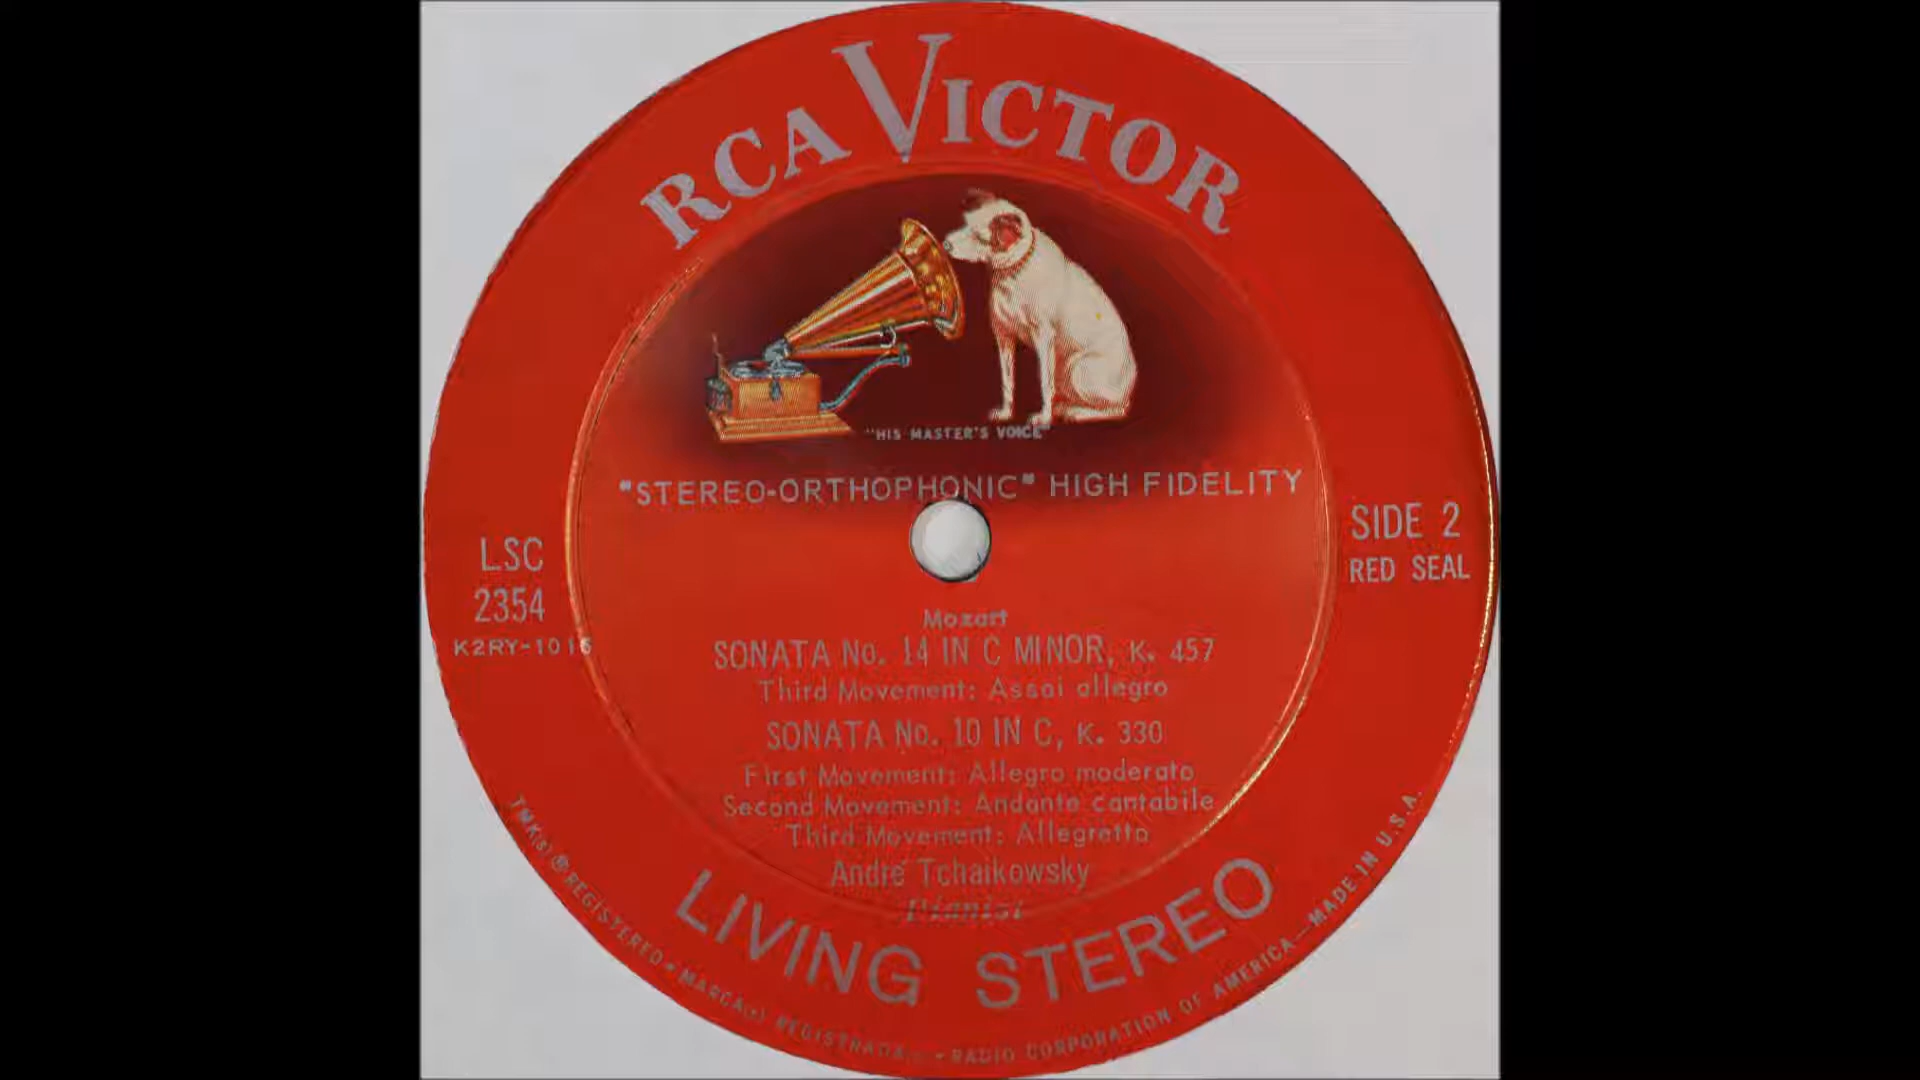 RCA VICTOR
"HIS MASTER'S VOICE"
"STEREO-ORTHOPHONIC" HIGH FIDELITY
LSC
2354
K2RY-1016
SIDE 2
RED SEAL
Mozart
SONATA No. 14 IN C MINOR, K. 457
Third Movement: Assai allegro
SONATA No. 10 IN C, K. 330
First Movement: Allegro moderato
Second Movement: Andante cantabile
Third Movement: Allegretto
André Tchaikowsky
Pianist
LIVING STEREO
TMK(s) ® REGISTERED • MARCA(s) REGISTRADA(s) • RADIO CORPORATION OF AMERICA—MADE IN U.S.A.